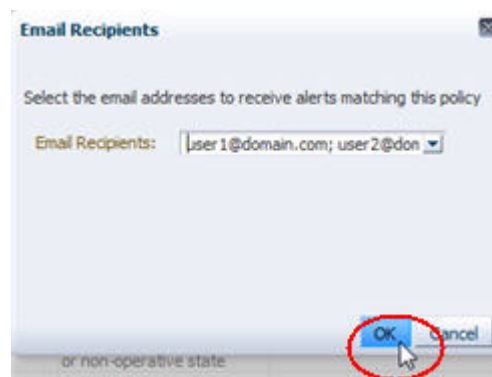 Email Recipients
Select the email addresses to receive alerts matching this policy
Email Recipients: user1@domain.com; user2@don
OK Cancel
or non-operative state